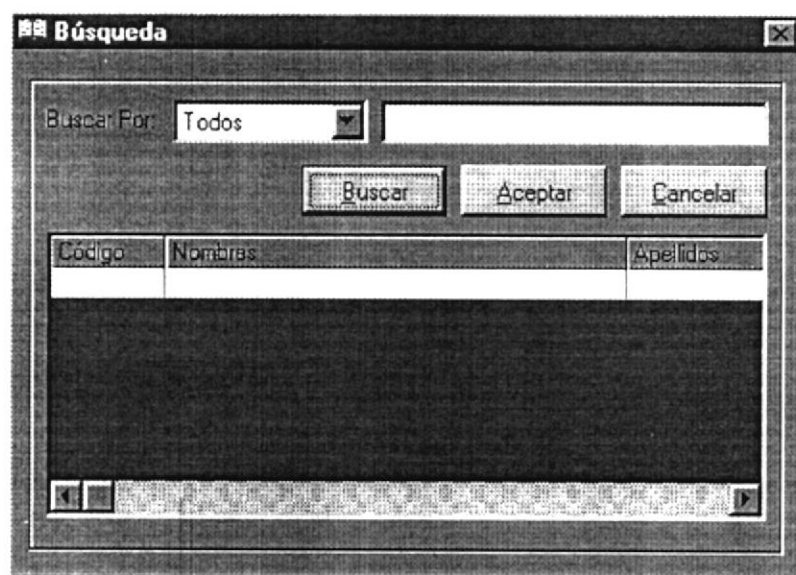 Búsqueda
Buscar Por: Todos
Buscar Aceptar Cancelar
Código Nombres Apellidos